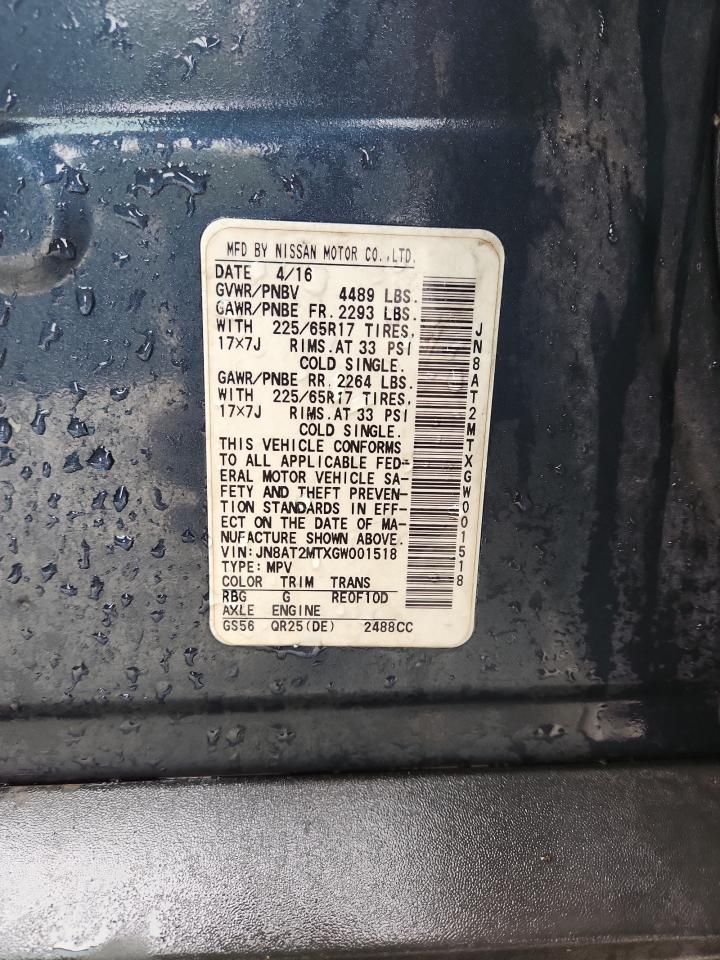 MFD BY NISSAN MOTOR CO.,LTD.
DATE 4/16
GVWR/PNBV 4489 LBS.
GAWR/PNBE FR. 2293 LBS.
WITH 225/65R17 TIRES,
17×7J RIMS.AT 33 PSI
COLD SINGLE.
GAWR/PNBE RR. 2264 LBS.
WITH 225/65R17 TIRES,
17×7J RIMS.AT 33 PSI
COLD SINGLE.
THIS VEHICLE CONFORMS
TO ALL APPLICABLE FED-
ERAL MOTOR VEHICLE SA-
FETY AND THEFT PREVEN-
TION STANDARDS IN EFF-
ECT ON THE DATE OF MA-
NUFACTURE SHOWN ABOVE.
VIN:JN8AT2MTXGW001518
TYPE:MPV
COLOR TRIM TRANS
RBG G RE0F10D
AXLE ENGINE
GS56 QR25(DE) 2488CC
JN8AT2MTXGW001518